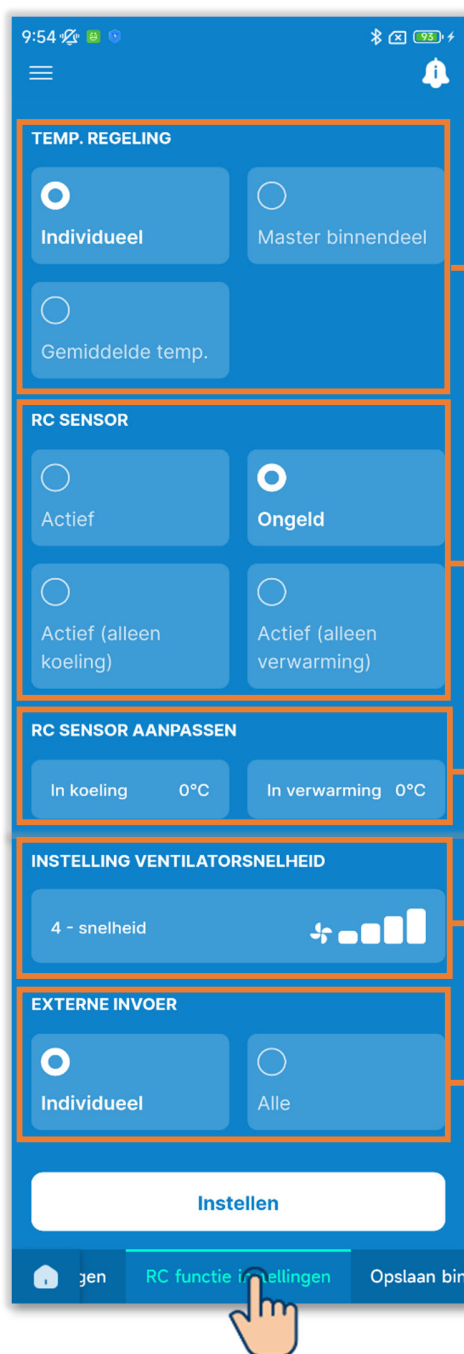 9:54
93
TEMP. REGELING
Individueel
Master binnendeel
Gemiddelde temp.
RC SENSOR
Actief
Ongeld
Actief (alleen
koeling)
Actief (alleen
verwarming)
RC SENSOR AANPASSEN
In koeling 0°C
In verwarming 0°C
INSTELLING VENTILATORSNELHEID
4 - snelheid
EXTERNE INVOER
Individueel
Alle
Instellen
gen RC functie instellingen Opslaan bin